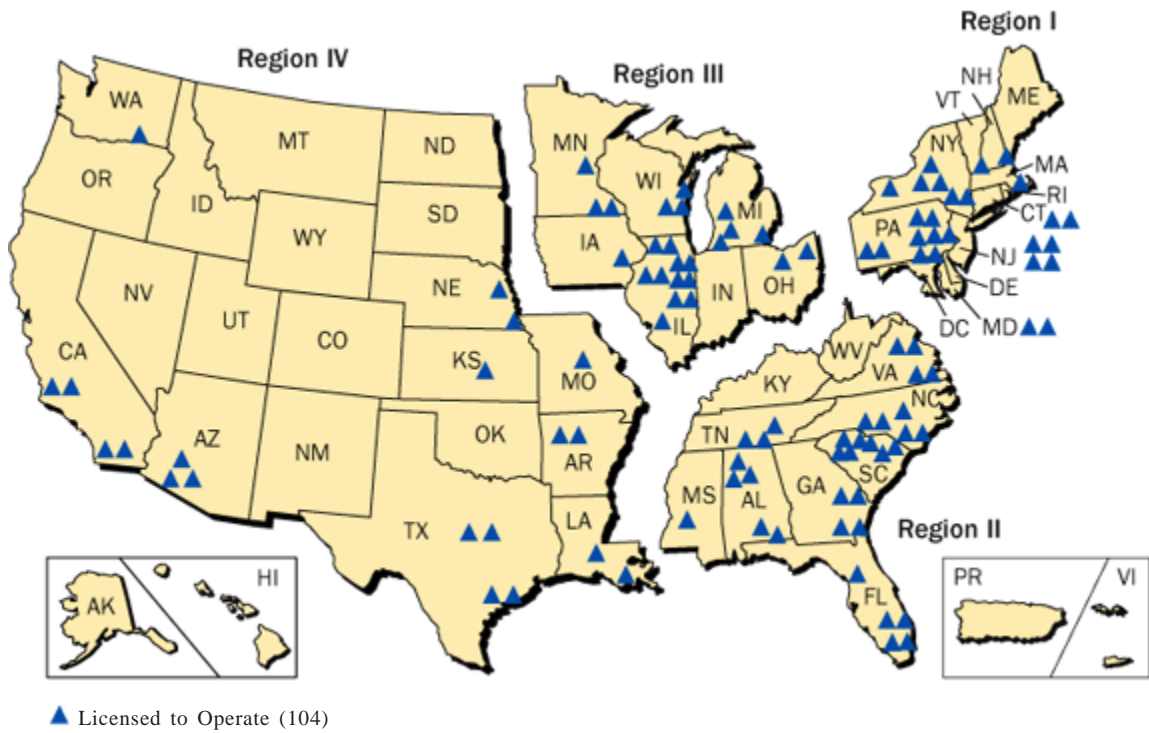 Region I
Region IV
Region III
NH
WA
VT
ME
MT
ND
MN
NY
OR
WI
MA
ID
SD
MI
RI
WY
IA
PA
CT
NE
NJ
NV
IN
OH
UT
DE
CO
IL
DC
MD
CA
KS
WV
MO
KY
VA
NC
AZ
OK
TN
NM
AR
SC
MS
AL
GA
TX
LA
Region II
HI
PR
VI
AK
FL
Licensed to Operate (104)